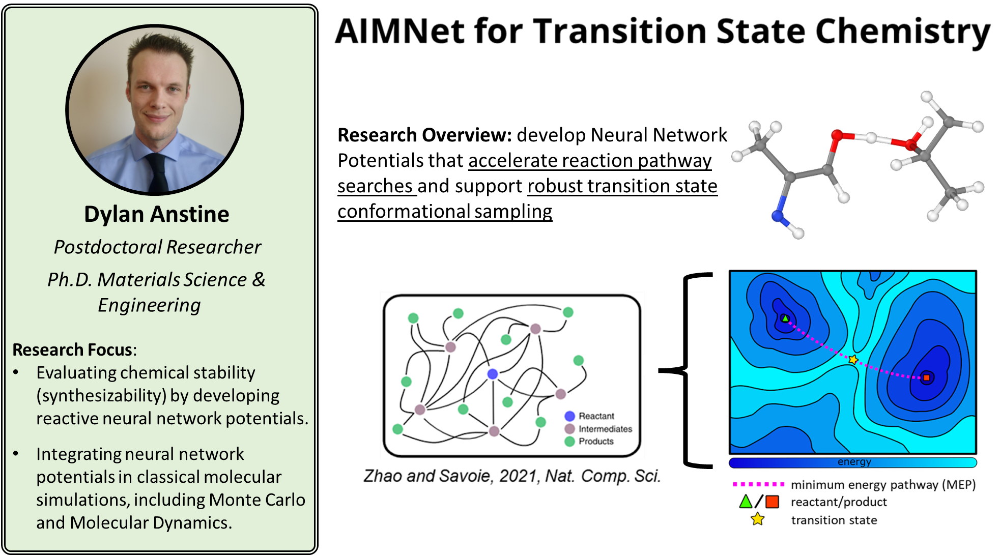 Dylan Anstine
Postdoctoral Researcher
Ph.D. Materials Science &
Engineering
Research Focus:
• Evaluating chemical stability
(synthesizability) by developing
reactive neural network potentials.
• Integrating neural network
potentials in classical molecular
simulations, including Monte Carlo
and Molecular Dynamics.
AIMNet for Transition State Chemistry
Research Overview: develop Neural Network
Potentials that accelerate reaction pathway
searches and support robust transition state
conformational sampling
Reactant
Intermediates
Products
Zhao and Savoie, 2021, Nat. Comp. Sci.
energy
minimum energy pathway (MEP)
reactant/product
transition state